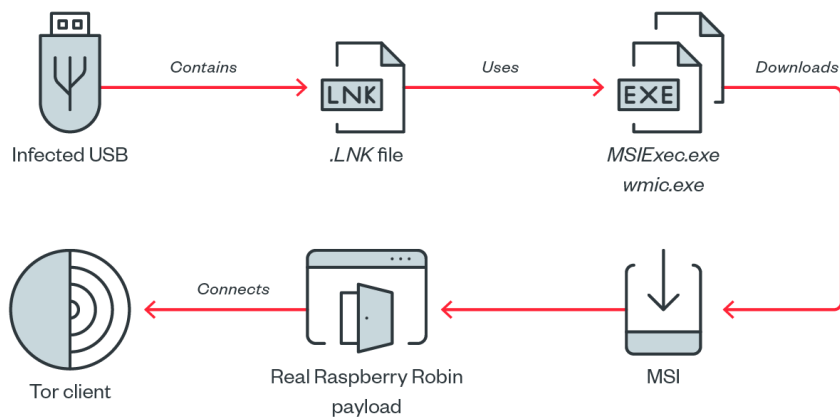 Contains
Uses
Downloads
LNK
EXE
Infected USB
.LNK file
MSIExec.exe
wmic.exe
Connects
Tor client
Real Raspberry Robin
payload
MSI